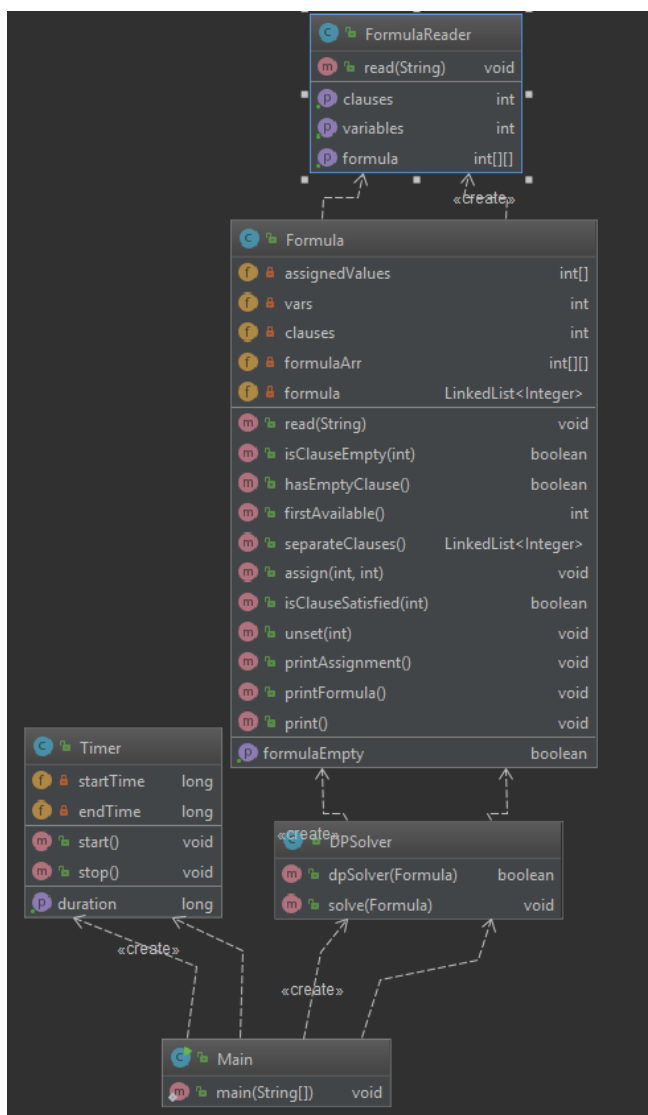 FormulaReader
read(String) void
clauses int
variables int
formula int[][]
«create»
Formula
assignedValues int[]
vars int
clauses int
formulaArr int[][]
formula LinkedList<Integer>
read(String) void
isClauseEmpty(int) boolean
hasEmptyClause() boolean
firstAvailable() int
separateClauses() LinkedList<Integer>
assign(int, int) void
isClauseSatisfied(int) boolean
unset(int) void
printAssignment() void
printFormula() void
print() void
formulaEmpty boolean
Timer
startTime long
endTime long
start() void
stop() void
duration long
«create»
DPSolver
dpSolver(Formula) boolean
solve(Formula) void
«create»
«create»
Main
main(String[]) void